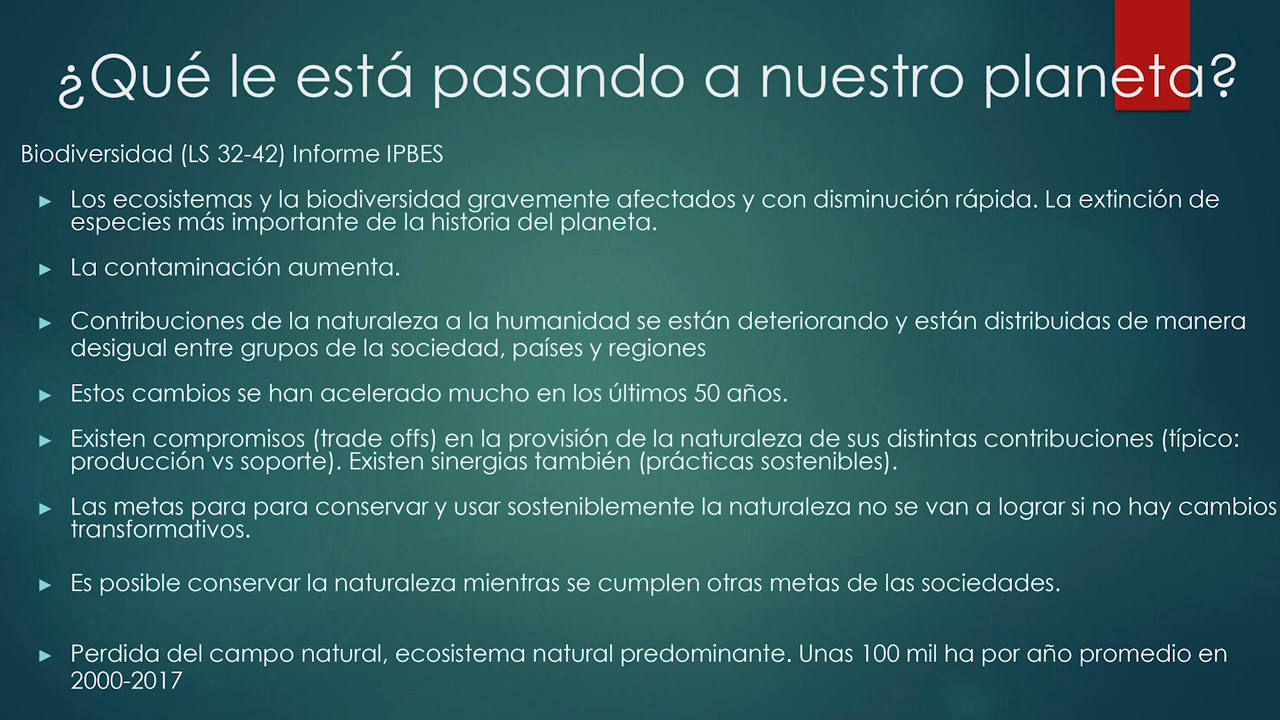 ¿Qué le está pasando a nuestro planeta?
Biodiversidad (LS 32-42) Informe IPBES
► Los ecosistemas y la biodiversidad gravemente afectados y con disminución rápida. La extinción de
especies más importante de la historia del planeta.
► La contaminación aumenta.
► Contribuciones de la naturaleza a la humanidad se están deteriorando y están distribuidas de manera
desigual entre grupos de la sociedad, países y regiones
► Estos cambios se han acelerado mucho en los últimos 50 años.
► Existen compromisos (trade offs) en la provisión de la naturaleza de sus distintas contribuciones (típico:
producción vs soporte). Existen sinergias también (prácticas sostenibles).
► Las metas para para conservar y usar sosteniblemente la naturaleza no se van a lograr si no hay cambios
transformativos.
► Es posible conservar la naturaleza mientras se cumplen otras metas de las sociedades.
► Perdida del campo natural, ecosistema natural predominante. Unas 100 mil ha por año promedio en
2000-2017